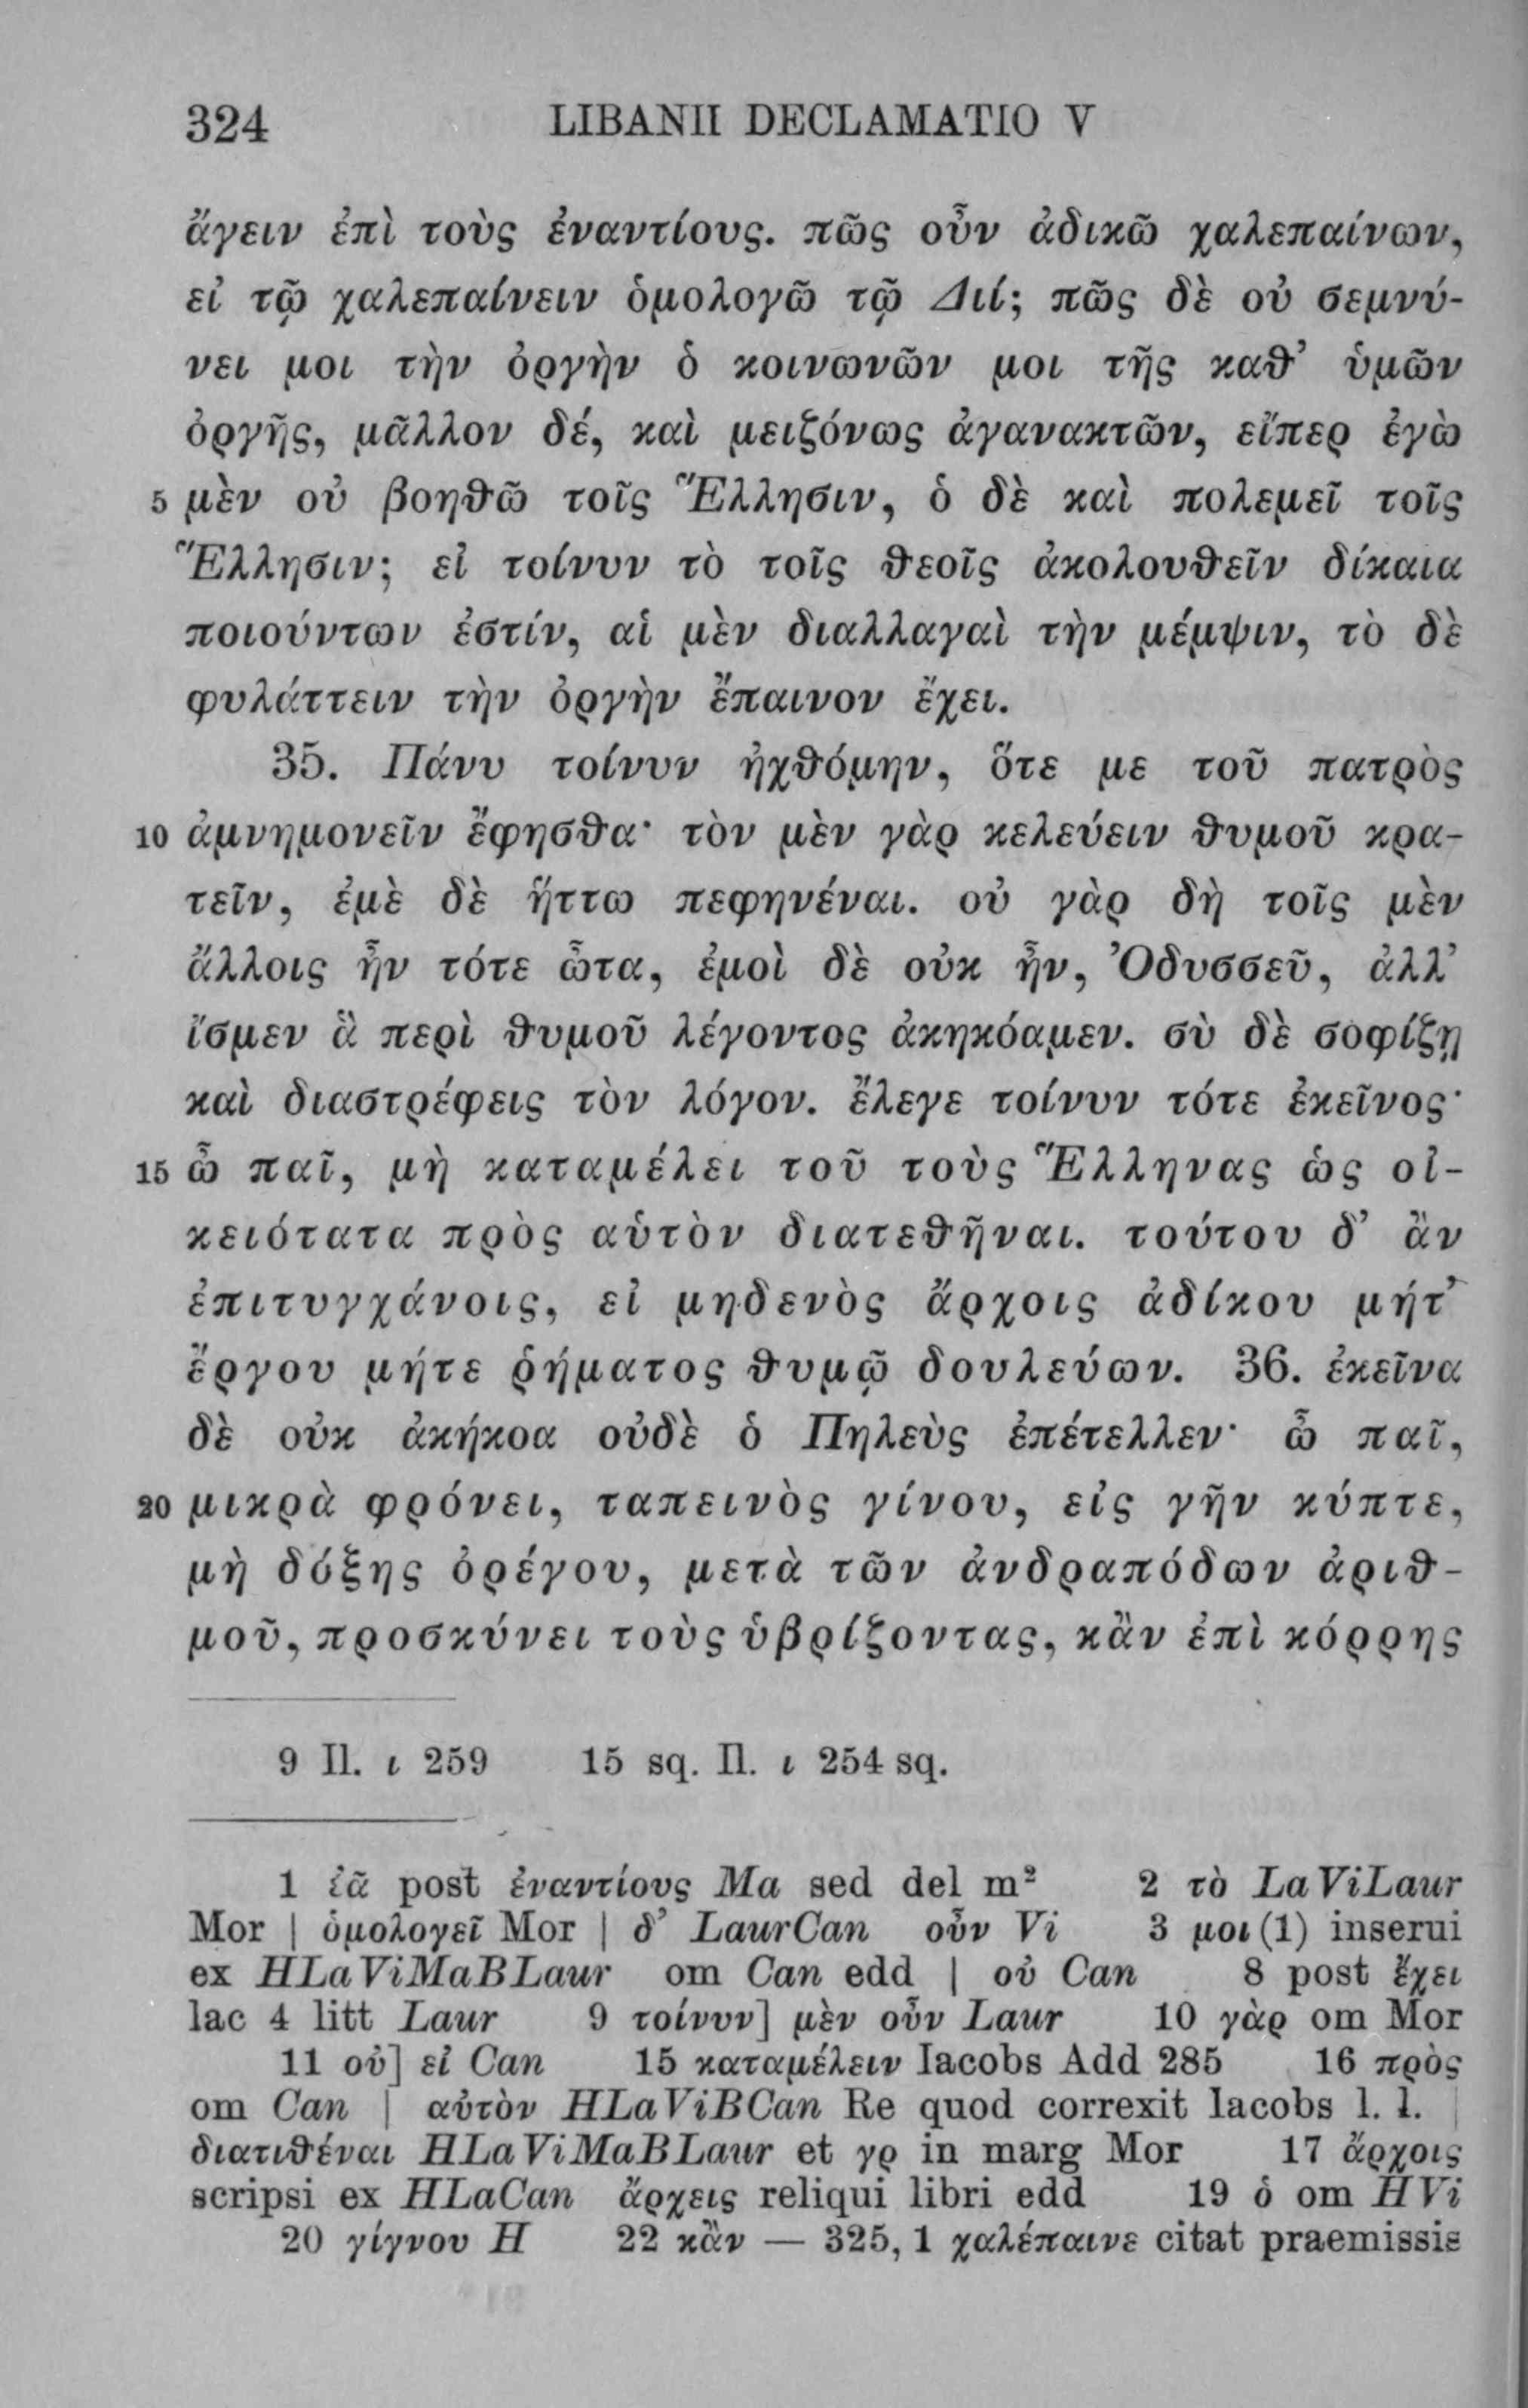 324 LIBANII DECLAMATIO V
ἄγειν ἐπὶ τοὺς ἐναντίους. πῶς οὖν ἀδικῶ χαλεπαίνων,
εἰ τῷ χαλεπαίνειν ὁμολογῶ τῷ Διί; πῶς δὲ οὐ σεμνύ-
νει μοι τὴν ὀργὴν ὁ κοινωνῶν μοι τῆς καθ’ ὑμῶν
ὀργῆς, μᾶλλον δέ, καὶ μειζόνως ἀγανακτῶν, εἴπερ ἐγὼ
5 μὲν οὐ βοηθῶ τοῖς Ἕλλησιν, ὁ δὲ καὶ πολεμεῖ τοῖς
Ἕλλησιν; εἰ τοίνυν τὸ τοῖς θεοῖς ἀκολουθεῖν δίκαια
ποιούντων ἐστίν, αἱ μὲν διαλλαγαὶ τὴν μέμψιν, τὸ δὲ
φυλάττειν τὴν ὀργὴν ἔπαινον ἔχει.
35. Πάνυ τοίνυν ἠχθόμην, ὅτε με τοῦ πατρὸς
10 ἀμνημονεῖν ἔφησθα· τὸν μὲν γὰρ κελεύειν θυμοῦ κρα-
τεῖν, ἐμὲ δὲ ἥττω πεφηνέναι. οὐ γὰρ δὴ τοῖς μὲν
ἄλλοις ἦν τότε ὦτα, ἐμοὶ δὲ οὐκ ἦν, Ὀδυσσεῦ, ἀλλ’
ἴσμεν ἃ περὶ θυμοῦ λέγοντος ἀκηκόαμεν. σὺ δὲ σοφίζῃ
καὶ διαστρέφεις τὸν λόγον. ἔλεγε τοίνυν τότε ἐκεῖνος·
15 ὦ παῖ, μὴ καταμέλει τοῦ τοὺς Ἕλληνας ὡς οἰ-
κειότατα πρὸς αὑτὸν διατεθῆναι. τούτου δ’ ἂν
ἐπιτυγχάνοις, εἰ μηδενὸς ἄρχοις ἀδίκου μήτ’
ἔργου μήτε ῥήματος θυμῷ δουλεύων. 36. ἐκεῖνα
δὲ οὐκ ἀκήκοα οὐδὲ ὁ Πηλεὺς ἐπέτελλεν· ὦ παῖ,
20 μικρὰ φρόνει, ταπεινὸς γίνου, εἰς γῆν κύπτε,
μὴ δόξης ὀρέγου, μετὰ τῶν ἀνδραπόδων ἀριθ-
μοῦ, προσκύνει τοὺς ὑβρίζοντας, κἂν ἐπὶ κόρρης
9 Il. ι 259 15 sq. Il. ι 254 sq.
1 ἐᾶ post ἐναντίους Ma sed del m² 2 τὸ LaViLaur
Mor | ὁμολογεῖ Mor | δ’ LaurCan οὖν Vi 3 μοι (1) inserui
ex HLaViMaBLaur om Can edd | οὐ Can 8 post ἔχει
lac 4 litt Laur 9 τοίνυν] μὲν οὖν Laur 10 γὰρ om Mor
11 οὐ] εἰ Can 15 καταμέλειν Iacobs Add 285 16 πρὸς
om Can | αὐτὸν HLaViBCan Re quod correxit Iacobs l. l. |
διατιθέναι HLaViMaBLaur et γρ in marg Mor 17 ἄρχοις
scripsi ex HLaCan ἄρχεις reliqui libri edd 19 ὁ om HVi
20 γίγνου H 22 κἂν — 325, 1 χαλέπαινε citat praemissis